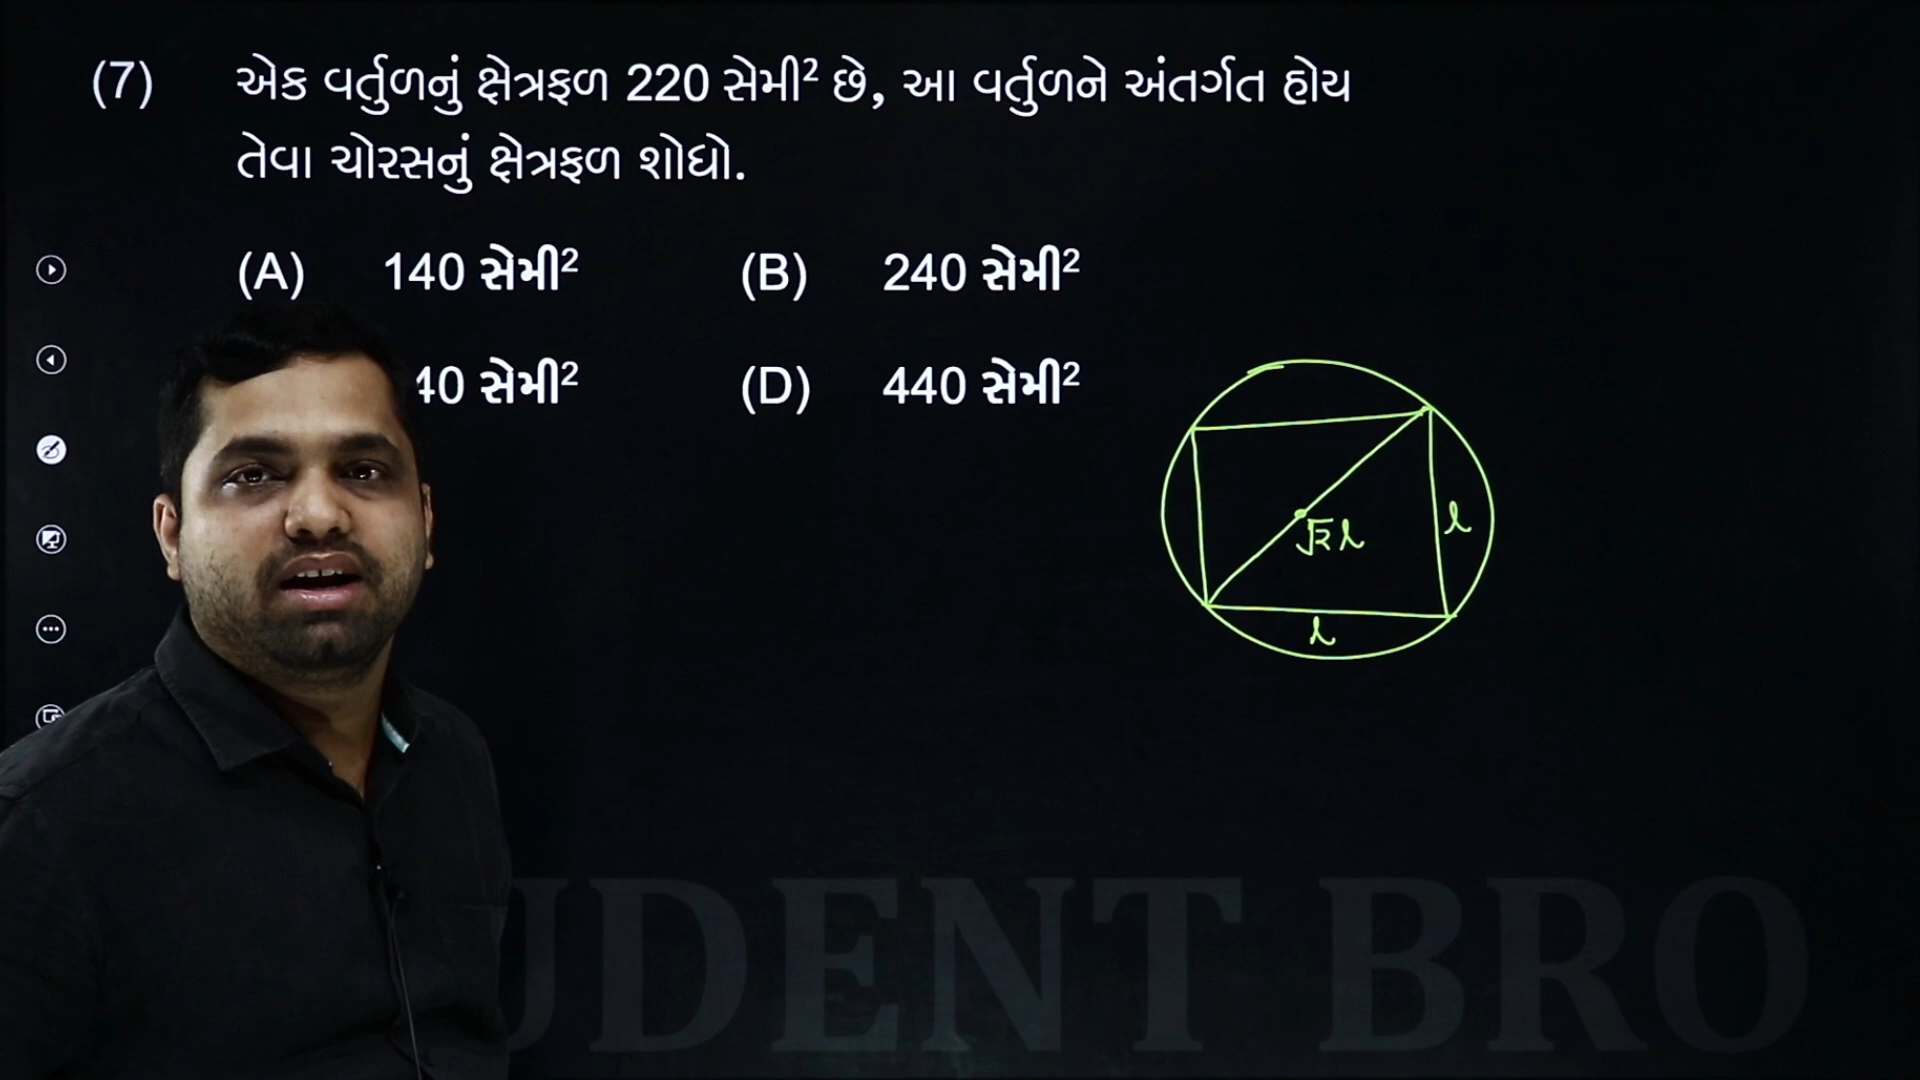 (7) એક વર્તુળનું ક્ષેત્રફળ 220 સેમી² છે, આ વર્તુળને અંતર્ગત હોય
તેવા ચોરસનું ક્ષેત્રફળ શોધો.
(A) 140 સેમી² (B) 240 સેમી²
40 સેમી² (D) 440 સેમી²
√2l
l
l
UDENT BRO